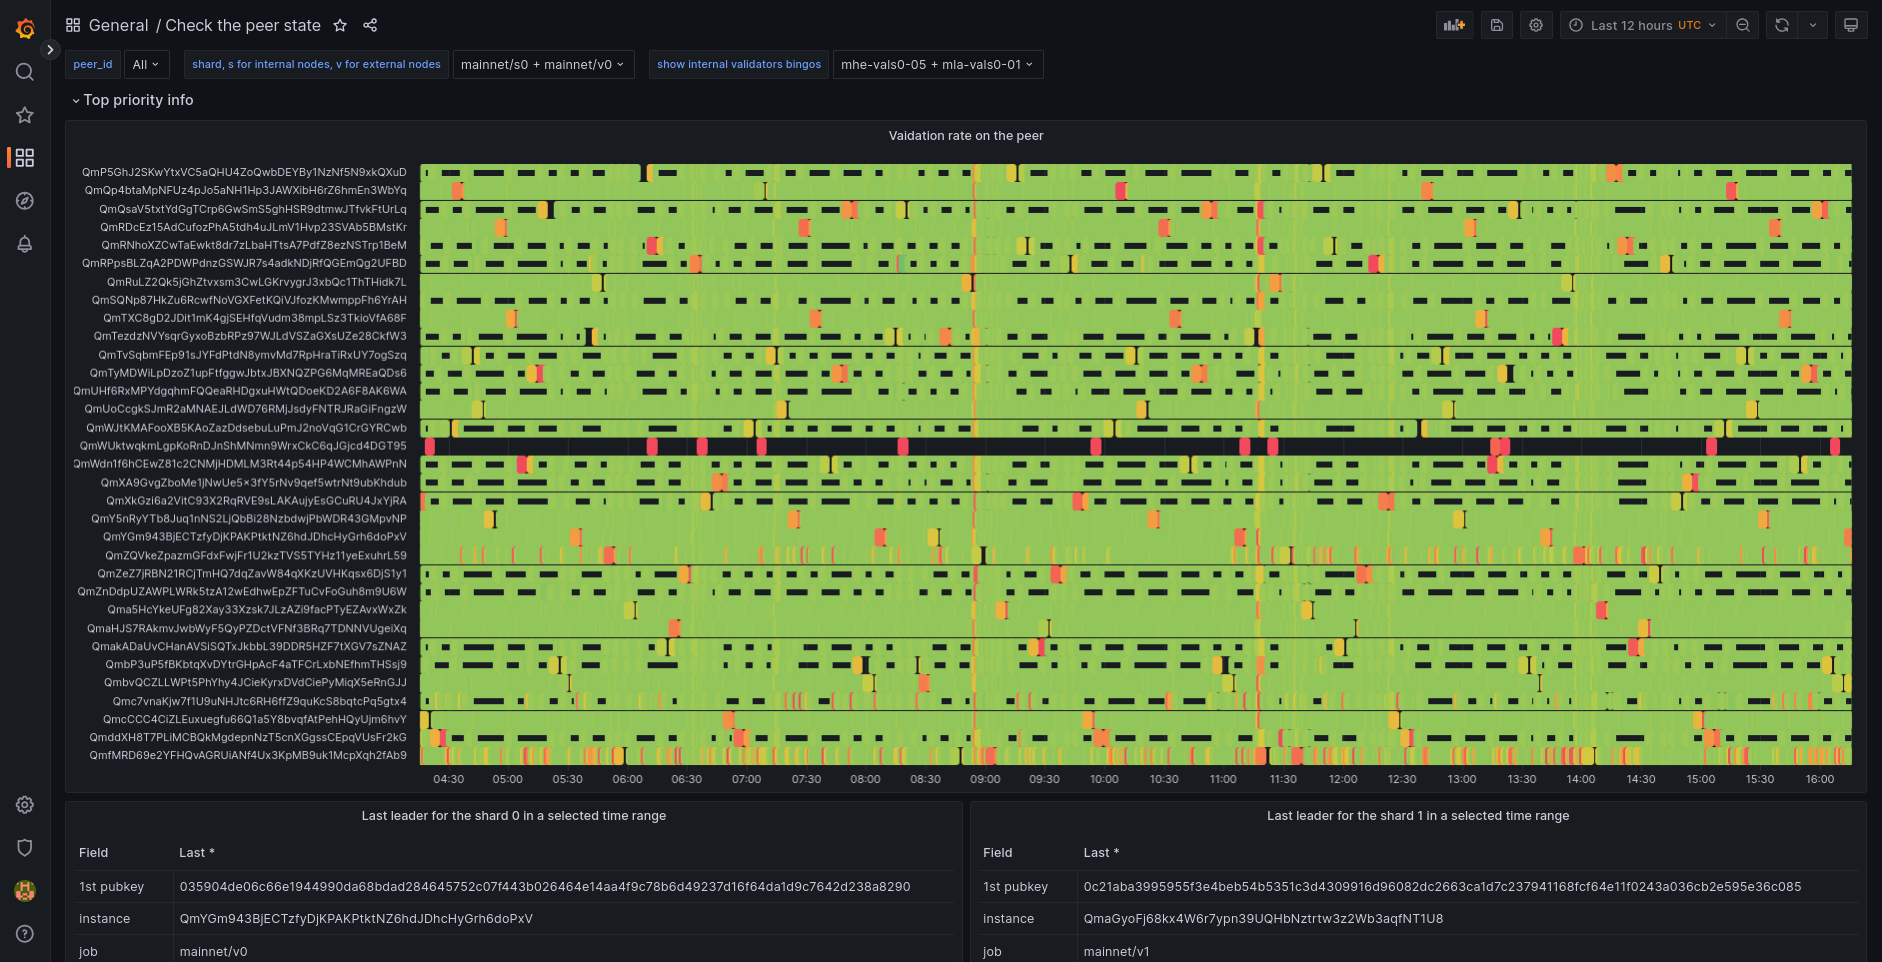 General / Check the peer state
Last 12 hours UTC
peer_id All shard, s for internal nodes, v for external nodes mainnet/s0 + mainnet/v0 show internal validators bingos mhe-vals0-05 + mla-vals0-01
Top priority info
Vaidation rate on the peer
QmP5GhJ2SKwYtxVC5aQHU4ZoQwbDEYBy1NzNf5N9xkQXuD
QmQp4btaMpNFUz4pJo5aNH1Hp3JAWXibH6rZ6hmEn3WbYq
QmQsaV5txtYdGgTCrp6GwSmS5ghHSR9dtmwJTfvkFtUrLq
QmRDcEz15AdCufozPhA5tdh4uJLmV1Hvp23SVAb5BMstKr
QmRNhoXZCwTaEwkt8dr7zLbaHTtsA7PdfZ8ezNSTrp1BeM
QmRPpsBLZqA2PDWPdnzGSWJR7s4adkNDjRfQGEmQg2UFBD
QmRuLZ2Qk5jGhZtvxsm3CwLGKrvygrJ3xbQc1ThTHidk7L
QmSQNp87HkZu6RcwfNoVGXFetKQiVJfozKMwmppFh6YrAH
QmTXC8gD2JDit1mK4gjSEHfqVudm38mpLSz3TkioVfA68F
QmTezdzNVYsqrGyxoBzbRPz97WJLdVSZaGXsUZe28CkfW3
QmTvSqbmFEp91sJYFdPtdN8ymvMd7RpHraTiRxUY7ogSzq
QmTyMDWiLpDzoZ1upFtfggwJbtxJBXNQZPG6MqMREaQDs6
QmUHf6RxMPYdgqhmFQQeaRHDgxuHWtQDoeKD2A6F8AK6WA
QmUoCcgkSJmR2aMNAEJLdWD76RMjJsdyFNTRJRaGiFngzW
QmWJtKMAFooXB5KAoZazDdsebuLuPmJ2noVqG1CrGYRCwb
QmWUktwqkmLgpKoRnDJnShMNmn9WrxCkC6qJGjcd4DGT95
QmWdn1f6hCEwZ81c2CNMjHDMLM3Rt44p54HP4WCMhAWPnN
QmXA9GvgZboMe1jNwUe5x3fY5rNv9qef5wtrNt9ubKhdub
QmXkGzi6a2VitC93X2RqRVE9sLAKAujyEsGCuRU4JxYjRA
QmY5nRyYTb8Juq1nNS2LjQbBi28NzbdwjPbWDR43GMpvNP
QmYGm943BjECTzfyDjKPAKPtktNZ6hdJDhcHyGrh6doPxV
QmZQVkeZpazmGFdxFwjFr1U2kzTVS5TYHz11yeExuhrL59
QmZeZ7jRBN21RCjTmHQ7dqZavW84qXKzUVHKqsx6DjS1y1
QmZnDdpUZAWPLWRk5tzA12wEdhwEpZFTuCvFoGuh8m9U6W
Qma5HcYkeUFg82Xay33Xzsk7JLzAZi9facPTyEZAvxWxZk
QmaHJS7RAkmvJwbWyF5QyPZDctVFNf3BRq7TDNNVUgeiXq
QmakADaUvCHanAVSiSQTxJkbbL39DDR5HZF7tXGV7sZNAZ
QmbP3uP5fBKbtqXvDYtrGHpAcF4aTFCrLxbNEfhmTHSsj9
QmbvQCZLLWPt5PhYhy4JCieKyrxDVdCiePyMiqX5eRnGJJ
Qmc7vnaKjw7f1U9uNHJtc6RH6ffZ9quKcS8bqtcPq5gtx4
QmcCCC4CiZLEuxuegfu66Q1a5Y8bvqfAtPehHQyUjm6hvY
QmddXH8T7PLiMCBQkMgdepnNzT5cnXGgssCEpqVUsFr2kG
QmfMRD69e2YFHQvAGRUiANf4Ux3KpMB9uk1McpXqh2fAb9
04:30 05:00 05:30 06:00 06:30 07:00 07:30 08:00 08:30 09:00 09:30 10:00 10:30 11:00 11:30 12:00 12:30 13:00 13:30 14:00 14:30 15:00 15:30 16:00
Last leader for the shard 0 in a selected time range
Field Last *
1st pubkey 035904de06c66e1944990da68bdad284645752c07f443b026464e14aa4f9c78b6d49237d16f64da1d9c7642d238a8290
instance QmYGm943BjECTzfyDjKPAKPtktNZ6hdJDhcHyGrh6doPxV
job mainnet/v0
Last leader for the shard 1 in a selected time range
Field Last *
1st pubkey 0c21aba3995955f3e4beb54b5351c3d4309916d96082dc2663ca1d7c237941168fcf64e11f0243a036cb2e595e36c085
instance QmaGyoFj68kx4W6r7ypn39UQHbNztrtw3z2Wb3aqfNT1U8
job mainnet/v1